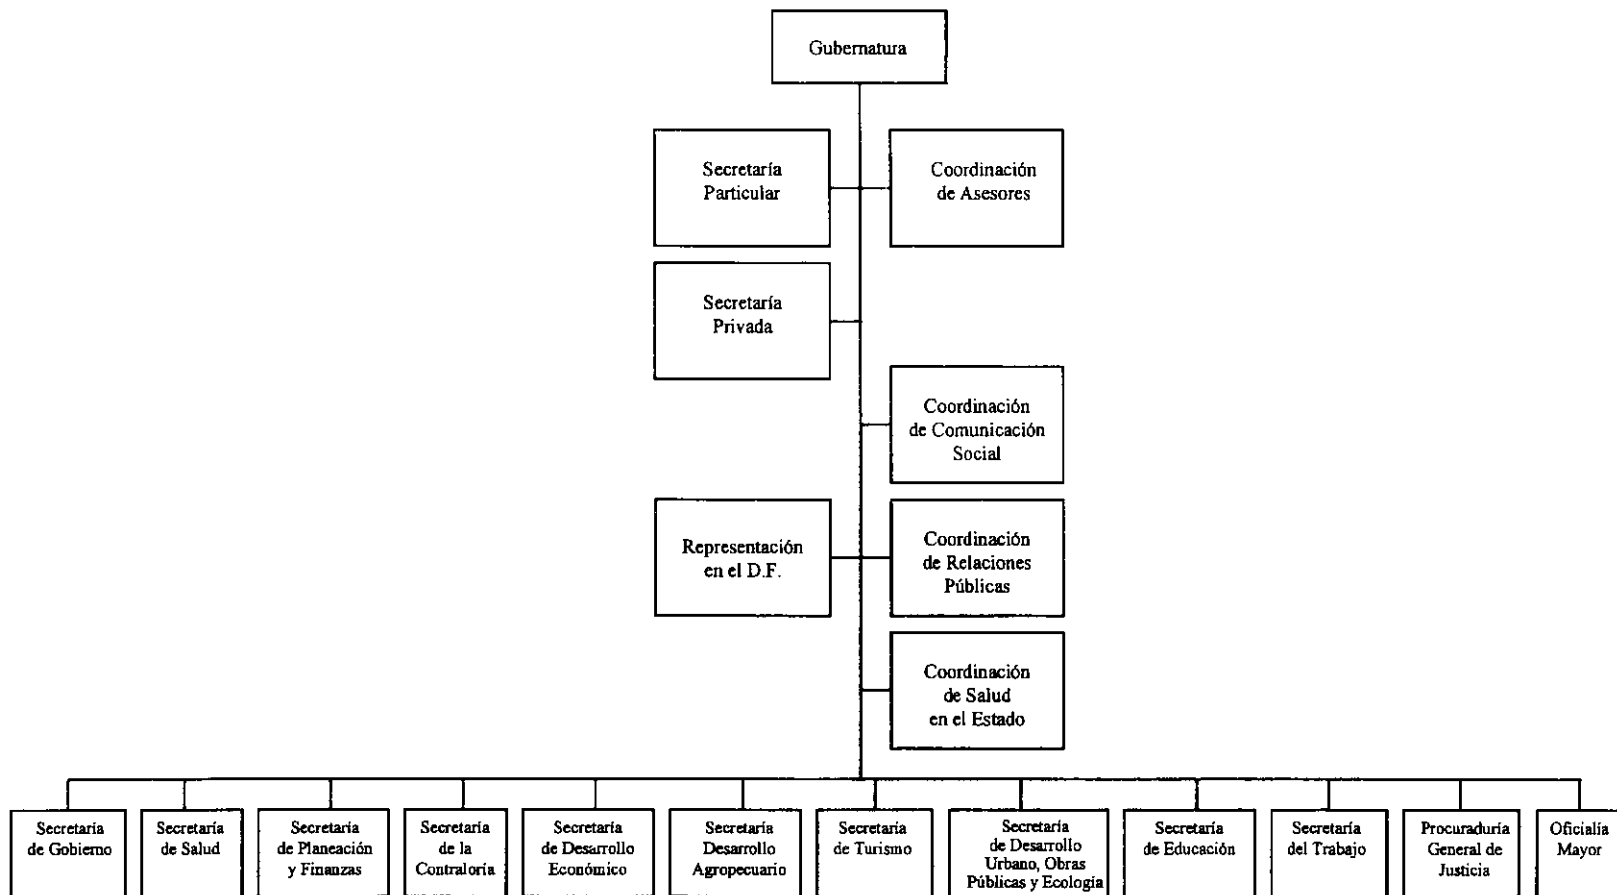 Gubernatura
Secretaría
Particular
Coordinación
de Asesores
Secretaría
Privada
Coordinación
de Comunicación
Social
Representación
en el D.F.
Coordinación
de Relaciones
Públicas
Coordinación
de Salud
en el Estado
Secretaría
de Gobierno
Secretaría
de Salud
Secretaría
de Planeación
y Finanzas
Secretaría
de la
Contraloría
Secretaría
de Desarrollo
Económico
Secretaría
Desarrollo
Agropecuario
Secretaría
de Turismo
Secretaría
de Desarrollo
Urbano, Obras
Públicas y Ecología
Secretaría
de Educación
Secretaría
del Trabajo
Procuraduría
General de
Justicia
Oficialía
Mayor